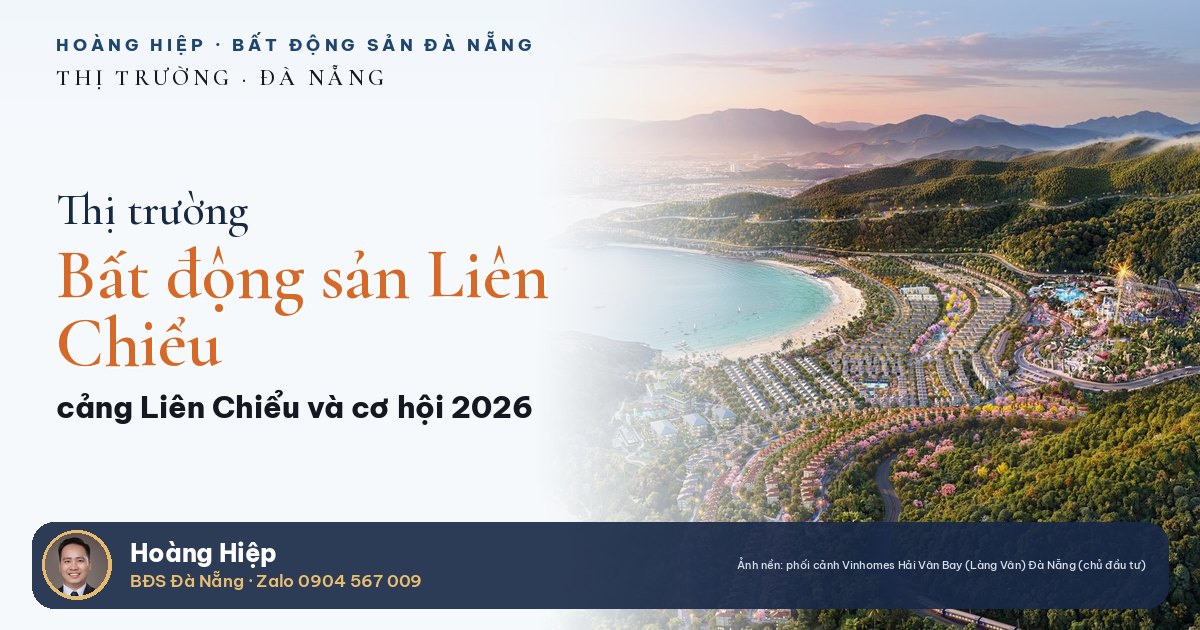 HOÀNG HIỆP · BẤT ĐỘNG SẢN ĐÀ NẴNG
THỊ TRƯỜNG · ĐÀ NẴNG
Thị trường
Bất động sản Liên
Chiểu
cảng Liên Chiểu và cơ hội 2026
Hoàng Hiệp
BĐS Đà Nẵng · Zalo 0904 567 009
Ảnh nền: phối cảnh Vinhomes Hải Vân Bay (Làng Vân) Đà Nẵng (chủ đầu tư)